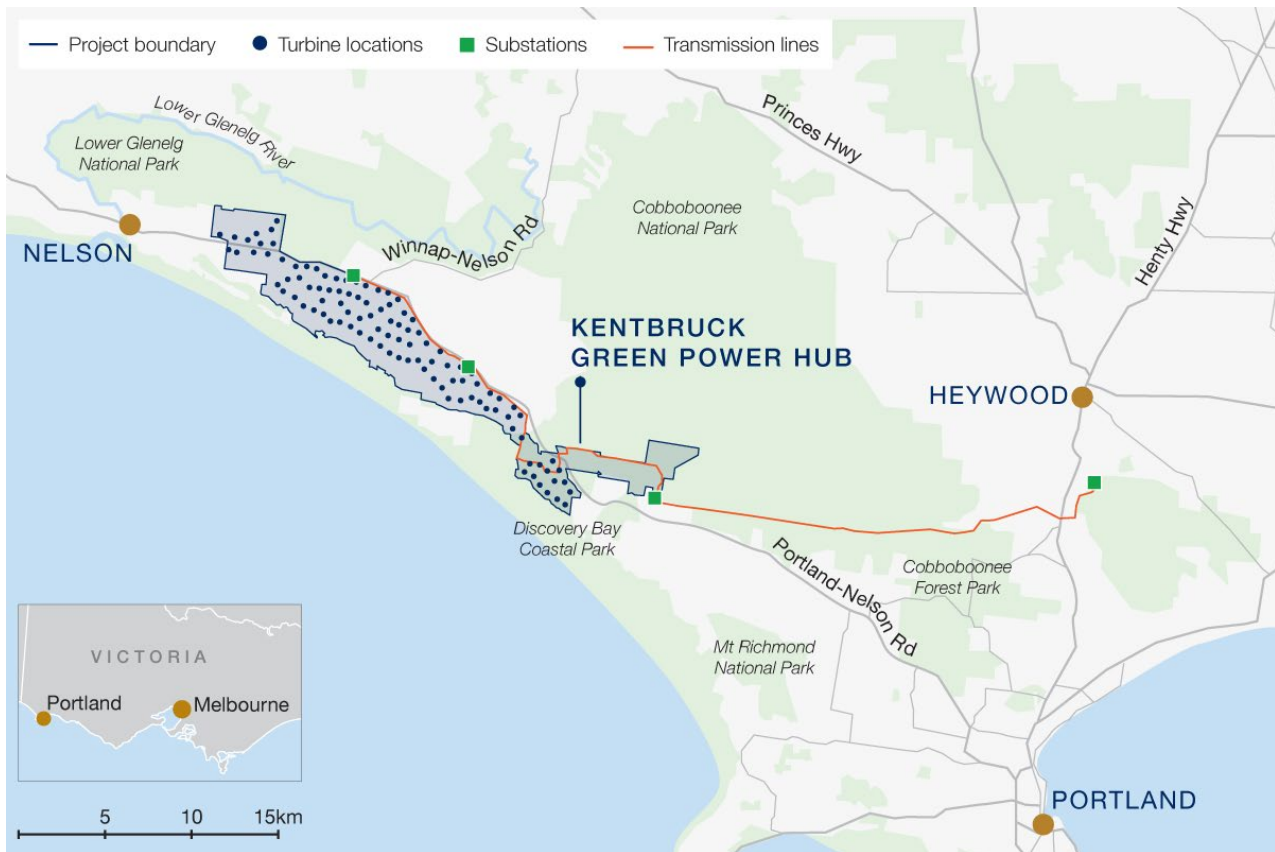 Project boundary
Turbine locations
Substations
Transmission lines
Lower Glenelg River
Lower Glenelg
National Park
Princes Hwy
Henty Hwy
Cobboboonee
National Park
Winnap-Nelson Rd
NELSON
KENTBRUCK
GREEN POWER HUB
HEYWOOD
Discovery Bay
Coastal Park
Portland-Nelson Rd
Cobboboonee
Forest Park
Mt Richmond
National Park
VICTORIA
Portland
Melbourne
PORTLAND
5 10 15km